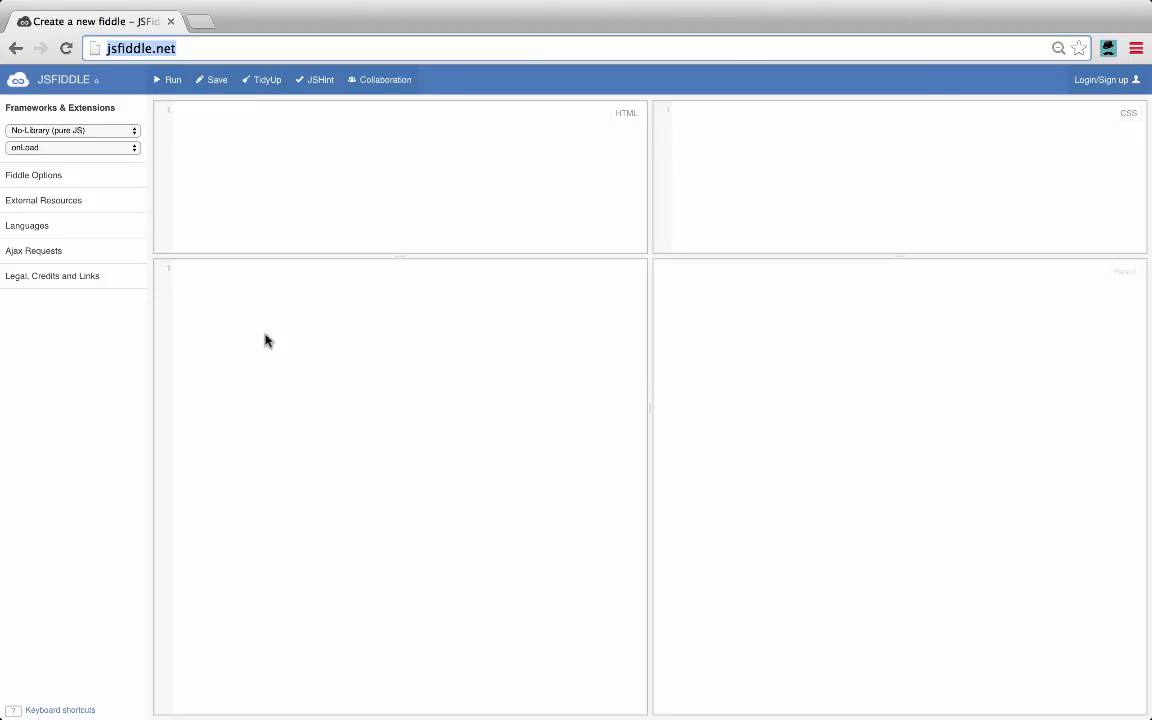 Create a new fiddle – JSFid
jsfiddle.net
JSFIDDLE α
Run
Save
TidyUp
JSHint
Collaboration
Login/Sign up
Frameworks & Extensions
No-Library (pure JS)
onLoad
Fiddle Options
External Resources
Languages
Ajax Requests
Legal, Credits and Links
1
HTML
1
CSS
1
Result
? Keyboard shortcuts